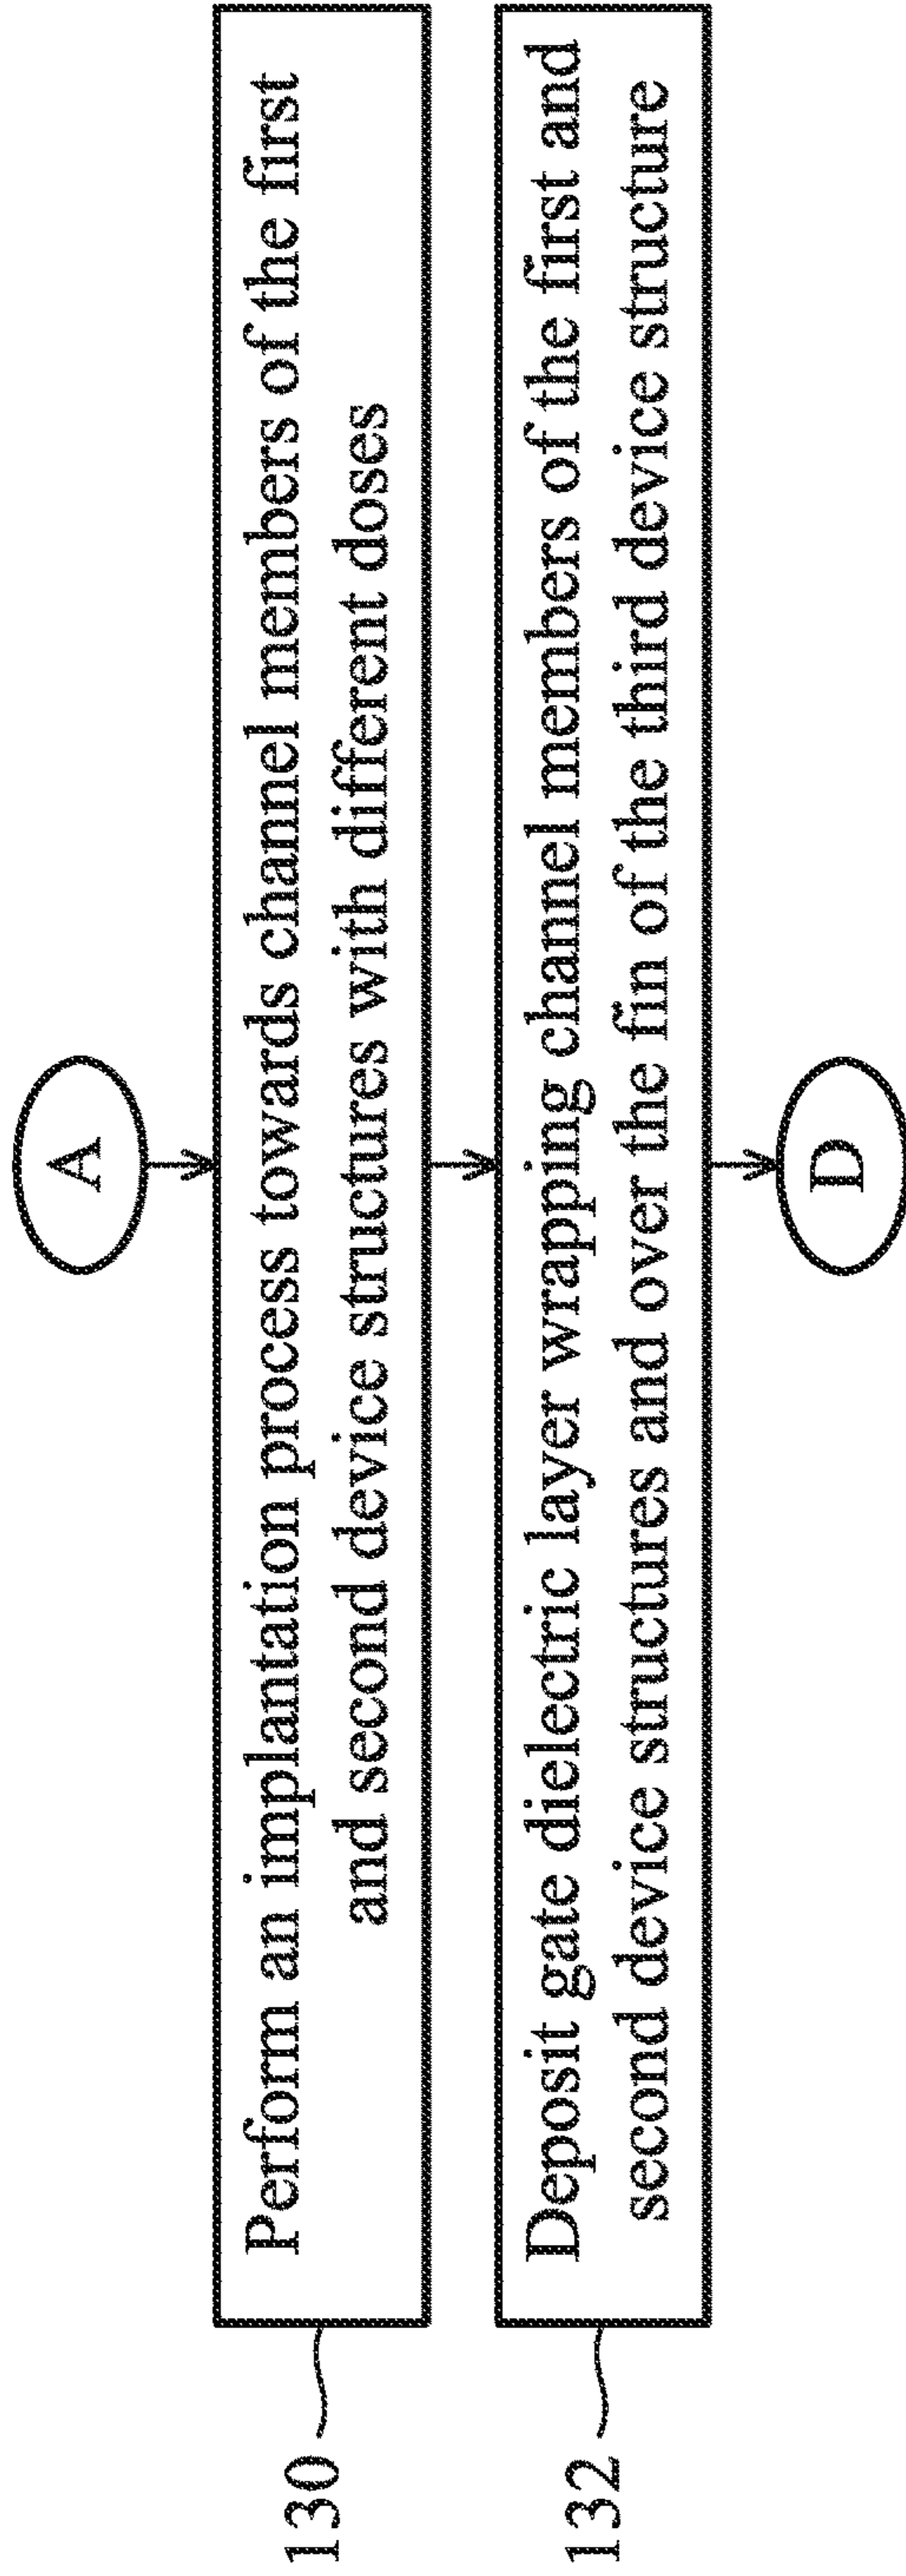 A
130
Perform an implantation process towards channel members of the first
and second device structures with different doses
132
Deposit gate dielectric layer wrapping channel members of the first and
second device structures and over the fin of the third device structure
D